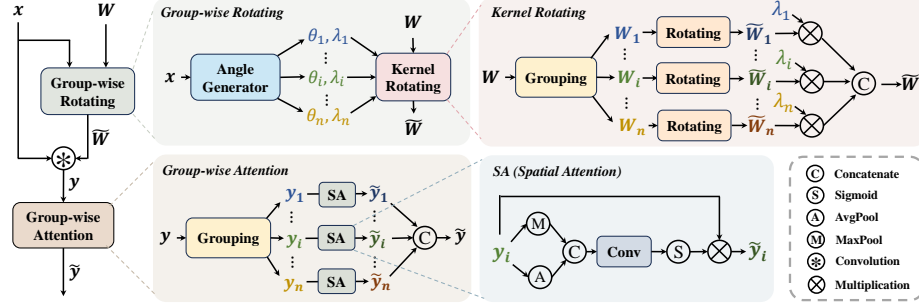 x
W
Group-wise
Rotating
W̃
y
Group-wise
Attention
ỹ
Group-wise Rotating
x
Angle
Generator
θ₁, λ₁
⋮
θᵢ, λᵢ
⋮
θₙ, λₙ
W
Kernel
Rotating
W̃
Kernel Rotating
W
Grouping
W₁
Rotating
W̃₁
λ₁
⋮
⋮
Wᵢ
Rotating
W̃ᵢ
λᵢ
⋮
⋮
Wₙ
Rotating
W̃ₙ
λₙ
C
W̃
Group-wise Attention
y
Grouping
y₁
SA
ỹ₁
⋮
⋮
yᵢ
SA
ỹᵢ
⋮
⋮
yₙ
SA
ỹₙ
C
ỹ
SA (Spatial Attention)
yᵢ
M
A
C
Conv
S
ỹᵢ
C Concatenate
S Sigmoid
A AvgPool
M MaxPool
Convolution
Multiplication